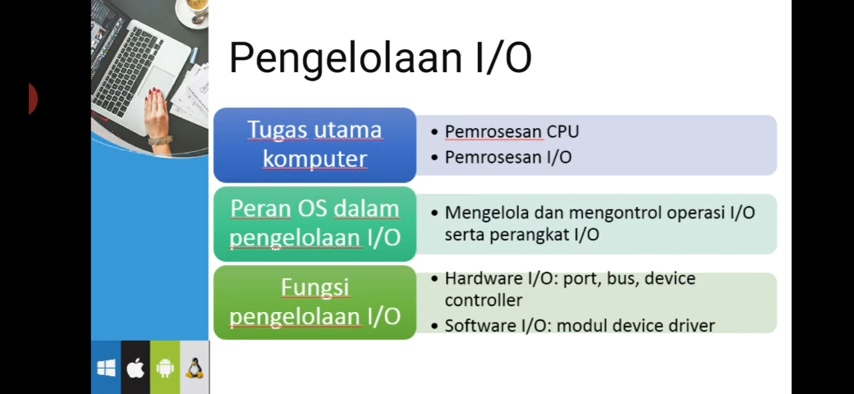 Pengelolaan I/O
Tugas utama
komputer
• Pemrosesan CPU
• Pemrosesan I/O
Peran OS dalam
pengelolaan I/O
• Mengelola dan mengontrol operasi I/O
serta perangkat I/O
Fungsi
pengelolaan I/O
• Hardware I/O: port, bus, device
controller
• Software I/O: modul device driver